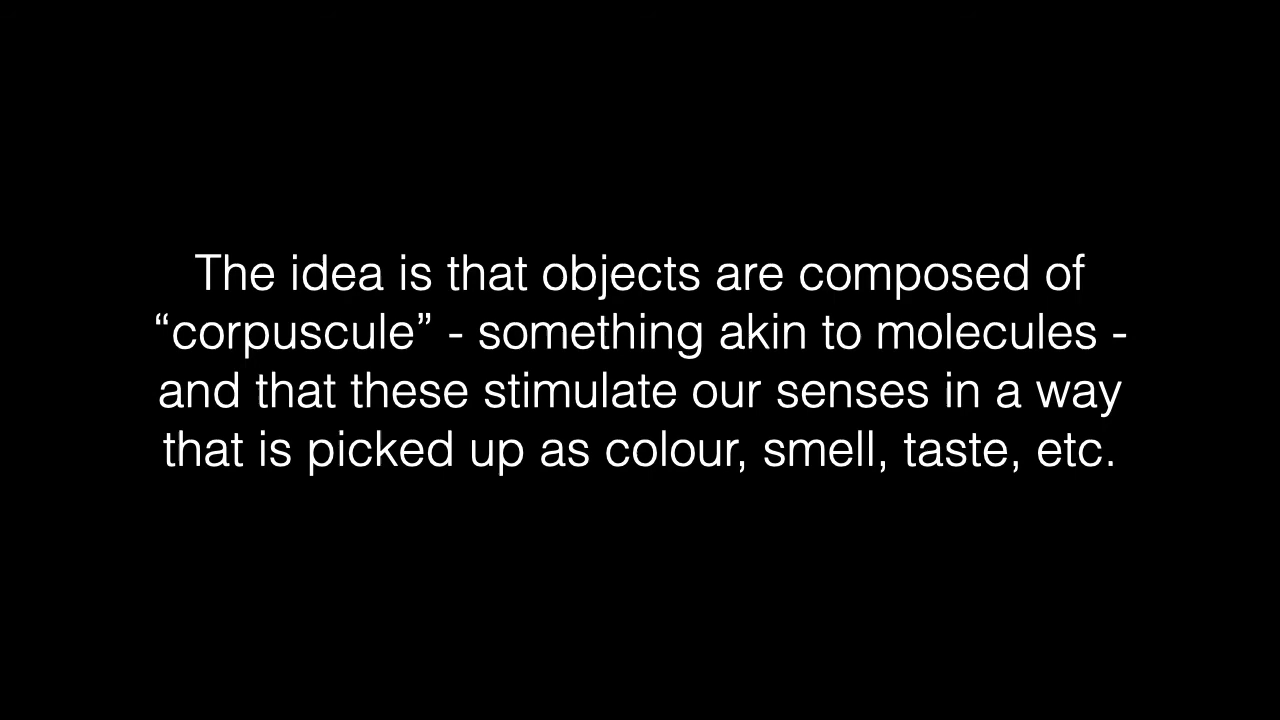 The idea is that objects are composed of
“corpuscule” - something akin to molecules -
and that these stimulate our senses in a way
that is picked up as colour, smell, taste, etc.